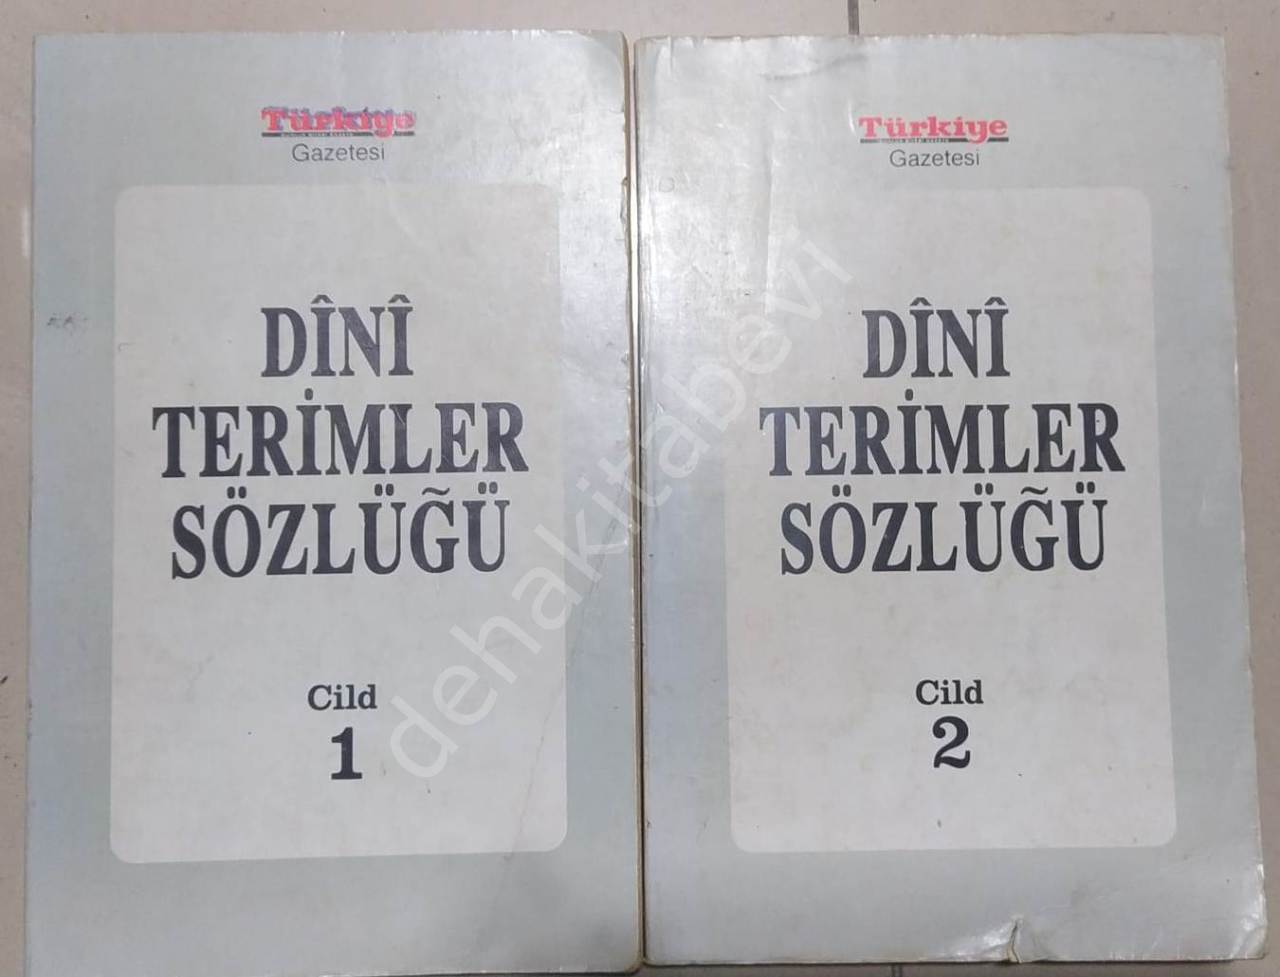 Türkiye
Gazetesi
DÎNÎ
TERİMLER
SÖZLÜĞÜ
Cild
1
Türkiye
Gazetesi
DÎNÎ
TERİMLER
SÖZLÜĞÜ
Cild
2
dehakitabevi